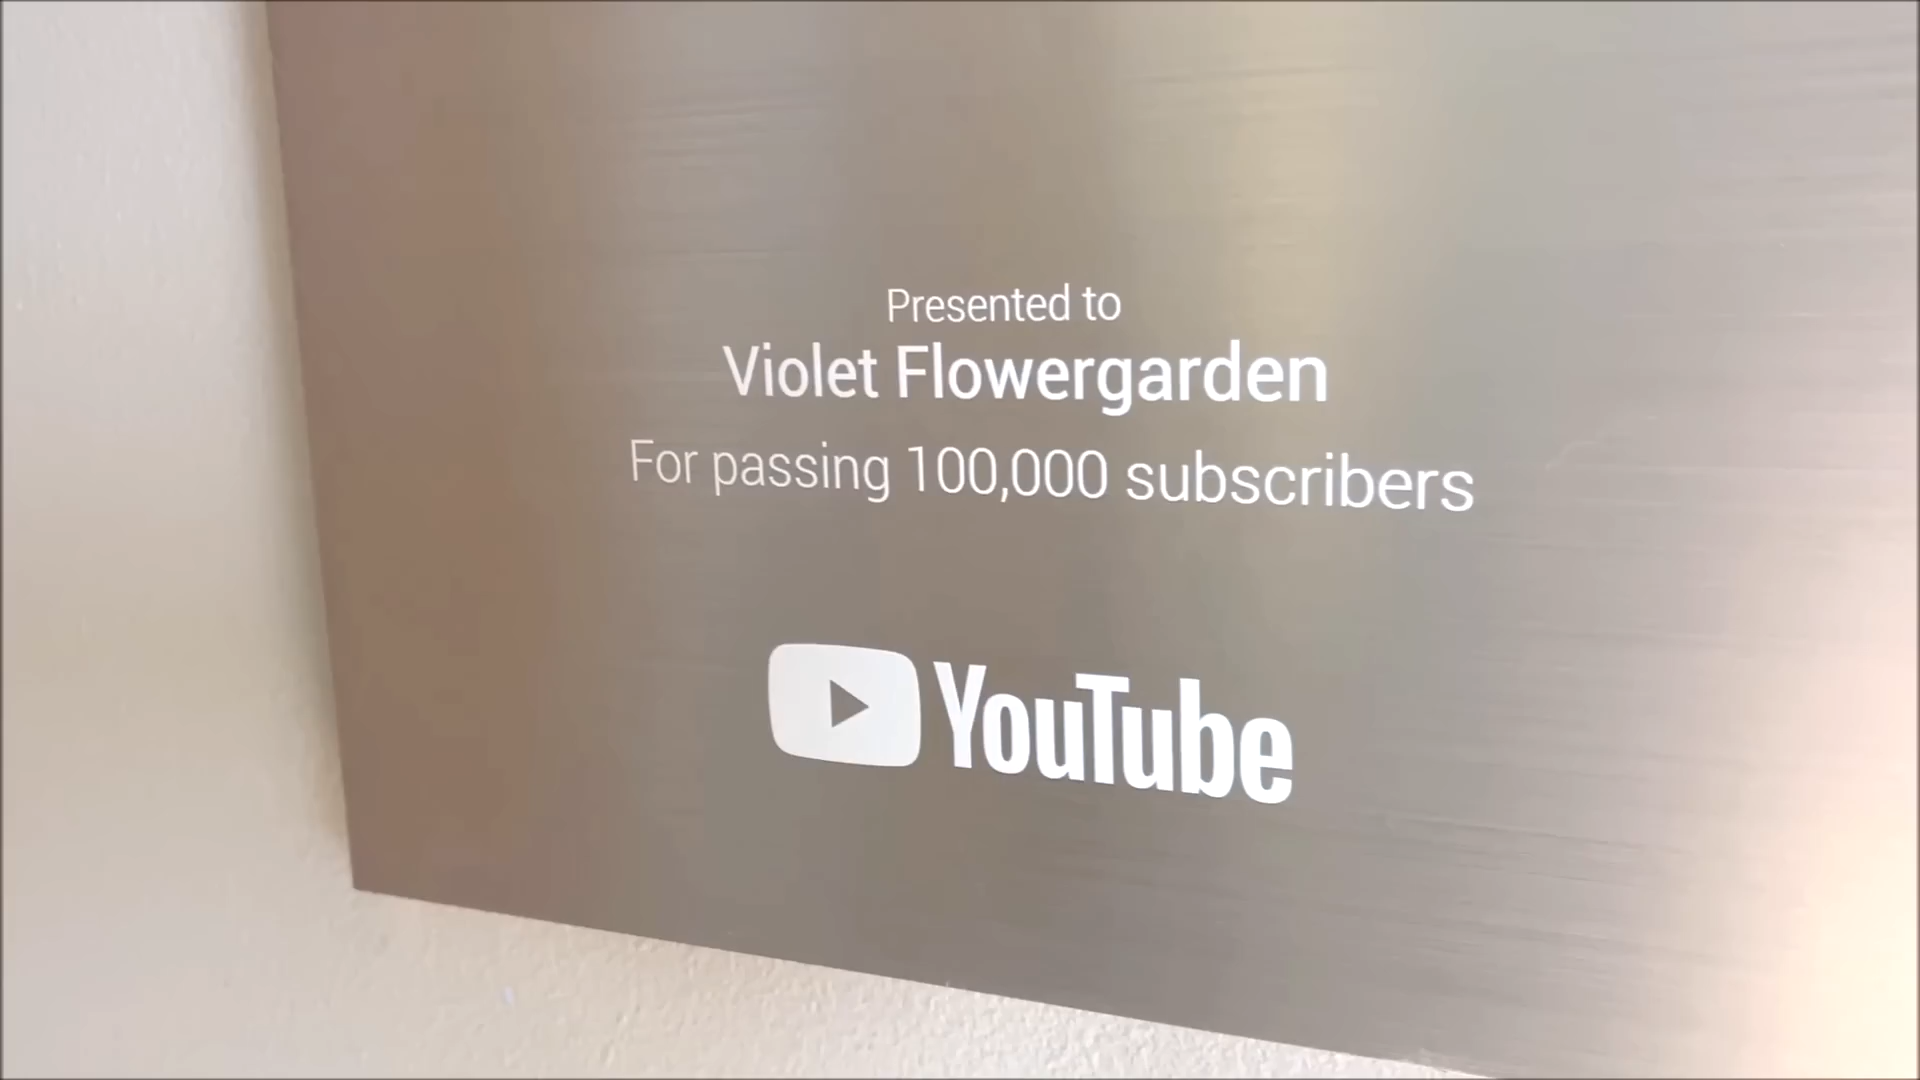 Presented to
Violet Flowergarden
For passing 100,000 subscribers
YouTube